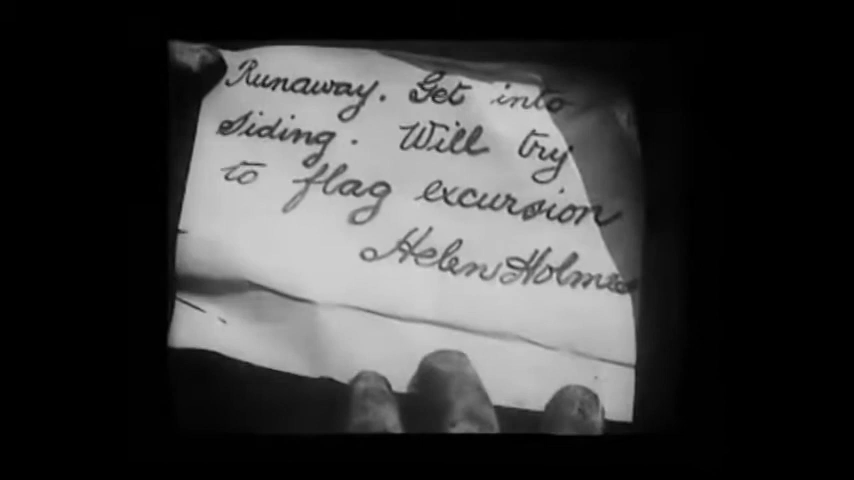 Runaway. Get into
siding. Will try
to flag excursion
Helen Holmes